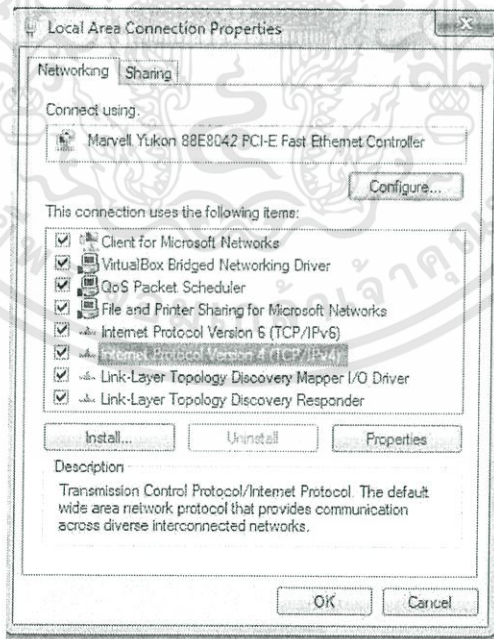 Local Area Connection Properties
Networking
Sharing
Connect using:
Marvell Yukon 88E8042 PCI-E Fast Ethernet Controller
Configure...
This connection uses the following items:
Client for Microsoft Networks
VirtualBox Bridged Networking Driver
QoS Packet Scheduler
File and Printer Sharing for Microsoft Networks
Internet Protocol Version 6 (TCP/IPv6)
Internet Protocol Version 4 (TCP/IPv4)
Link-Layer Topology Discovery Mapper I/O Driver
Link-Layer Topology Discovery Responder
Install...
Uninstall
Properties
Description
Transmission Control Protocol/Internet Protocol. The default
wide area network protocol that provides communication
across diverse interconnected networks.
OK
Cancel